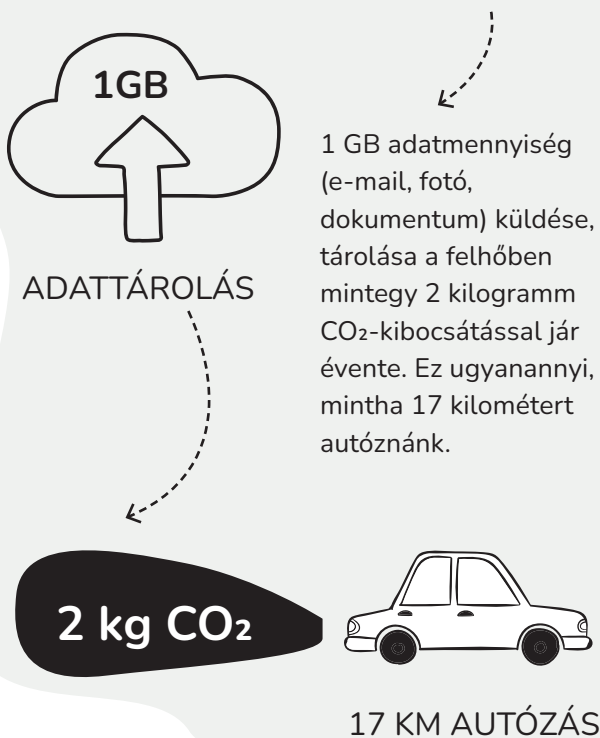 1GB
ADATTÁROLÁS
1 GB adatmennyiség
(e-mail, fotó,
dokumentum) küldése,
tárolása a felhőben
mintegy 2 kilogramm
CO₂-kibocsátással jár
évente. Ez ugyanannyi,
mintha 17 kilométert
autóznánk.
2 kg CO₂
17 KM AUTÓZÁS